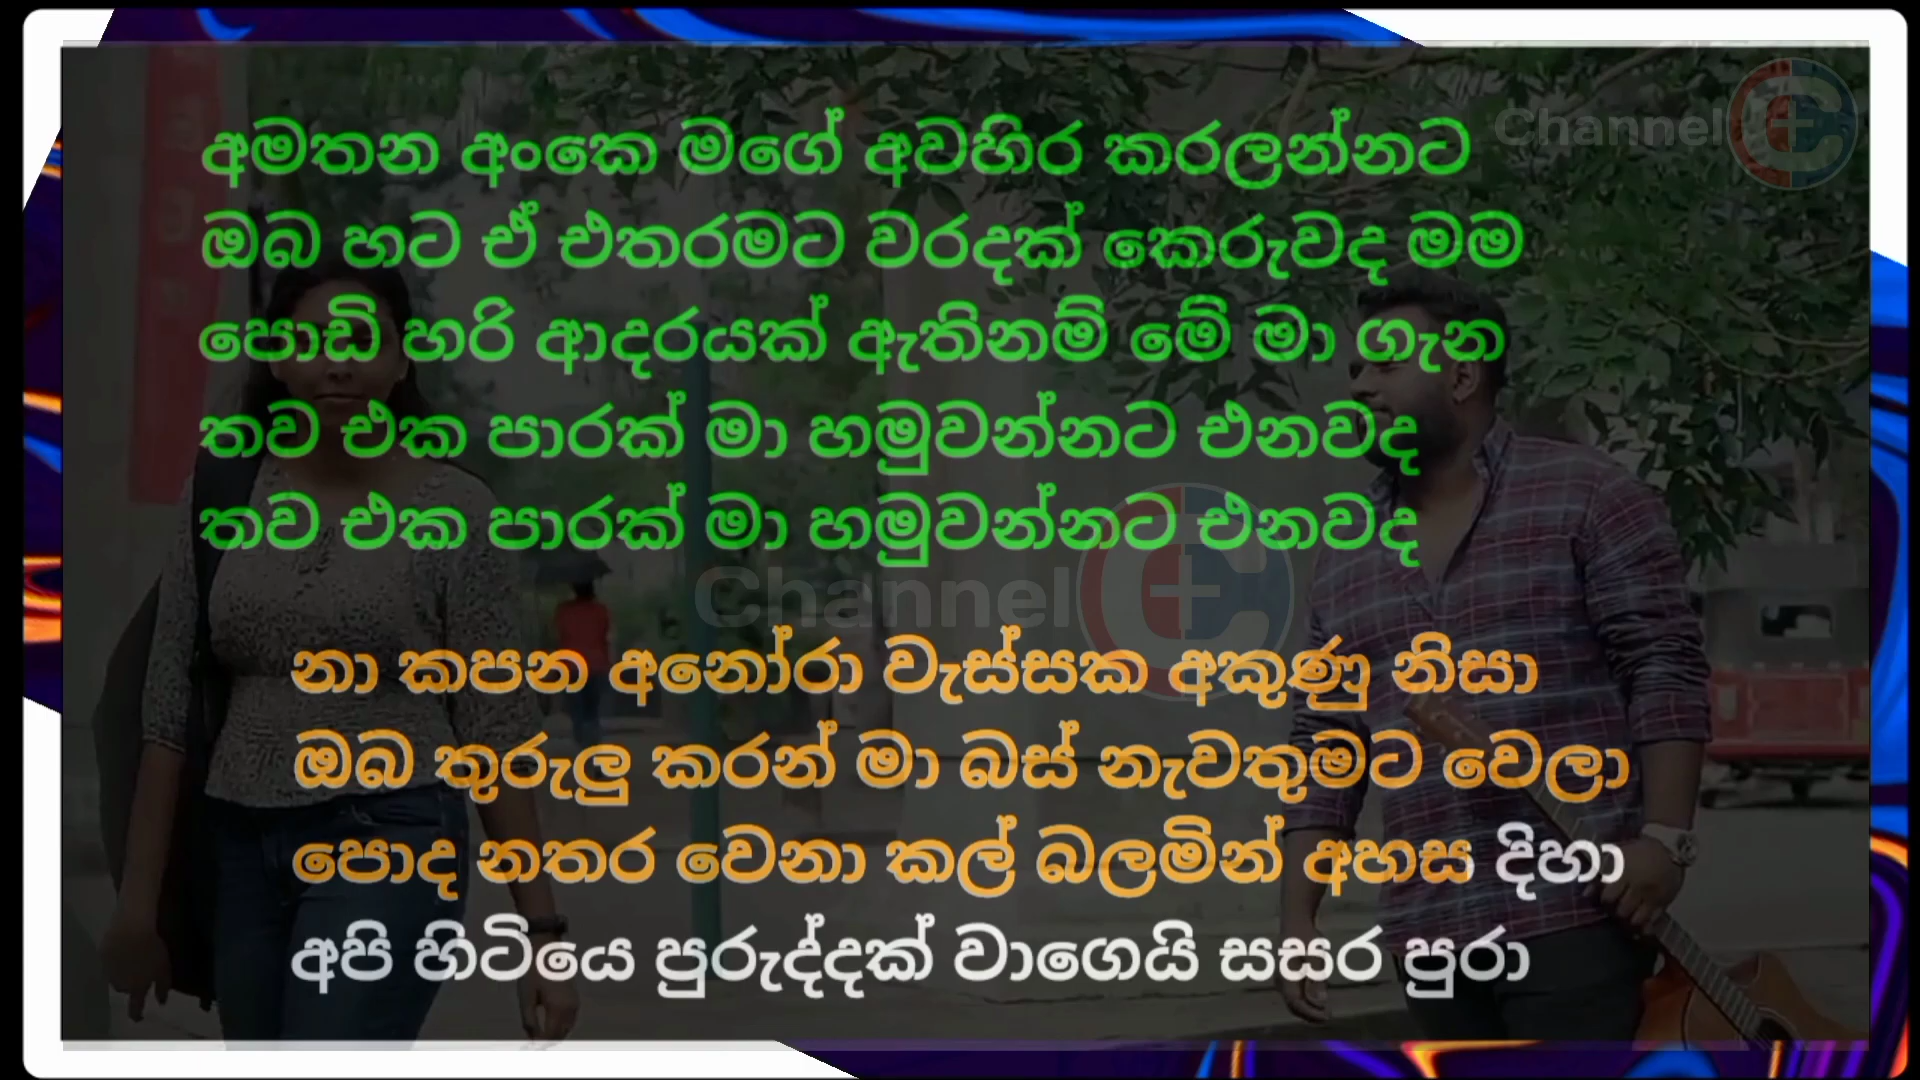 Channel
අමතන අංකෙ මගේ අවහිර කරලන්නට
ඔබ හට ඒ එතරමට වරදක් කෙරුවද මම
පොඩි හරි ආදරයක් ඇතිනම් මේ මා ගැන
තව එක පාරක් මා හමුවන්නට එනවද
තව එක පාරක් මා හමුවන්නට එනවද
Channel
නා කපන අනෝරා වැස්සක අකුණු නිසා
ඔබ තුරුලු කරන් මා බස් නැවතුමට වෙලා
පොද නතර වෙනා කල් බලමින් අහස දිහා
අපි හිටියෙ පුරුද්දක් වාගෙයි සසර පුරා